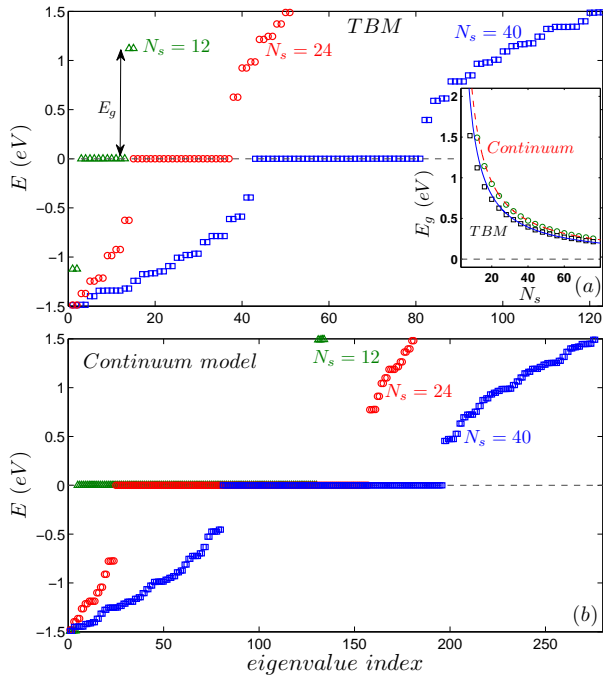 TBM
N_s = 12
N_s = 24
N_s = 40
E_g
E (eV)
1.5
1
0.5
0
−0.5
−1
−1.5
0
20
40
60
80
100
120
E_g (eV)
2
1.5
1
0.5
0
Continuum
TBM
20
40
60
N_s
(a)
Continuum model
N_s = 12
N_s = 24
N_s = 40
E (eV)
1.5
1
0.5
0
−0.5
−1
−1.5
0
50
100
150
200
250
(b)
eigenvalue index